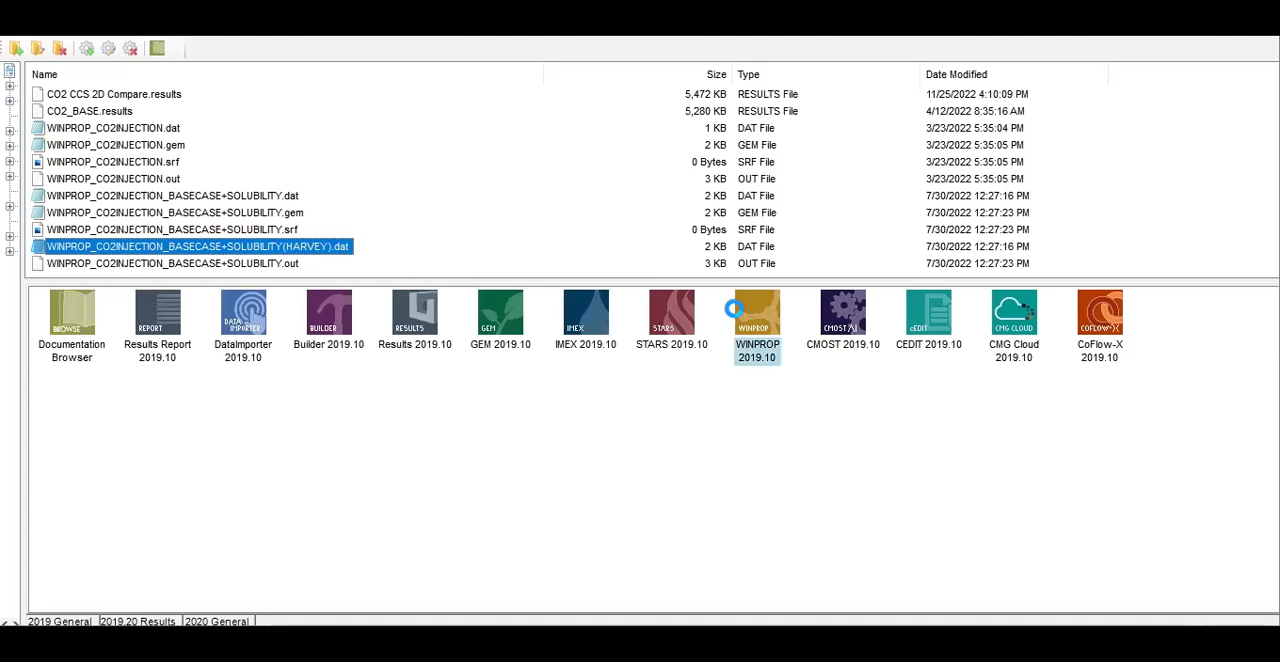 Name Size Type Date Modified
CO2 CCS 2D Compare.results 5,472 KB RESULTS File 11/25/2022 4:10:09 PM
CO2_BASE.results 5,280 KB RESULTS File 4/12/2022 8:35:16 AM
WINPROP_CO2INJECTION.dat 1 KB DAT File 3/23/2022 5:35:04 PM
WINPROP_CO2INJECTION.gem 2 KB GEM File 3/23/2022 5:35:05 PM
WINPROP_CO2INJECTION.srf 0 Bytes SRF File 3/23/2022 5:35:05 PM
WINPROP_CO2INJECTION.out 3 KB OUT File 3/23/2022 5:35:05 PM
WINPROP_CO2INJECTION_BASECASE+SOLUBILITY.dat 2 KB DAT File 7/30/2022 12:27:16 PM
WINPROP_CO2INJECTION_BASECASE+SOLUBILITY.gem 2 KB GEM File 7/30/2022 12:27:23 PM
WINPROP_CO2INJECTION_BASECASE+SOLUBILITY.srf 0 Bytes SRF File 7/30/2022 12:27:23 PM
WINPROP_CO2INJECTION_BASECASE+SOLUBILITY(HARVEY).dat 2 KB DAT File 7/30/2022 12:27:16 PM
WINPROP_CO2INJECTION_BASECASE+SOLUBILITY.out 3 KB OUT File 7/30/2022 12:27:23 PM
DATA
BROWSE REPORT IMPORTER BUILDER RESULTS GEM IMEX STARS WINPROP CMOST AI cEDIT CMG CLOUD COFLOW-X
Documentation Results Report DataImporter Builder 2019.10 Results 2019.10 GEM 2019.10 IMEX 2019.10 STARS 2019.10 WINPROP CMOST 2019.10 CEDIT 2019.10 CMG Cloud CoFlow-X
Browser 2019.10 2019.10 2019.10 2019.10 2019.10
2019 General 2019.20 Results 2020 General